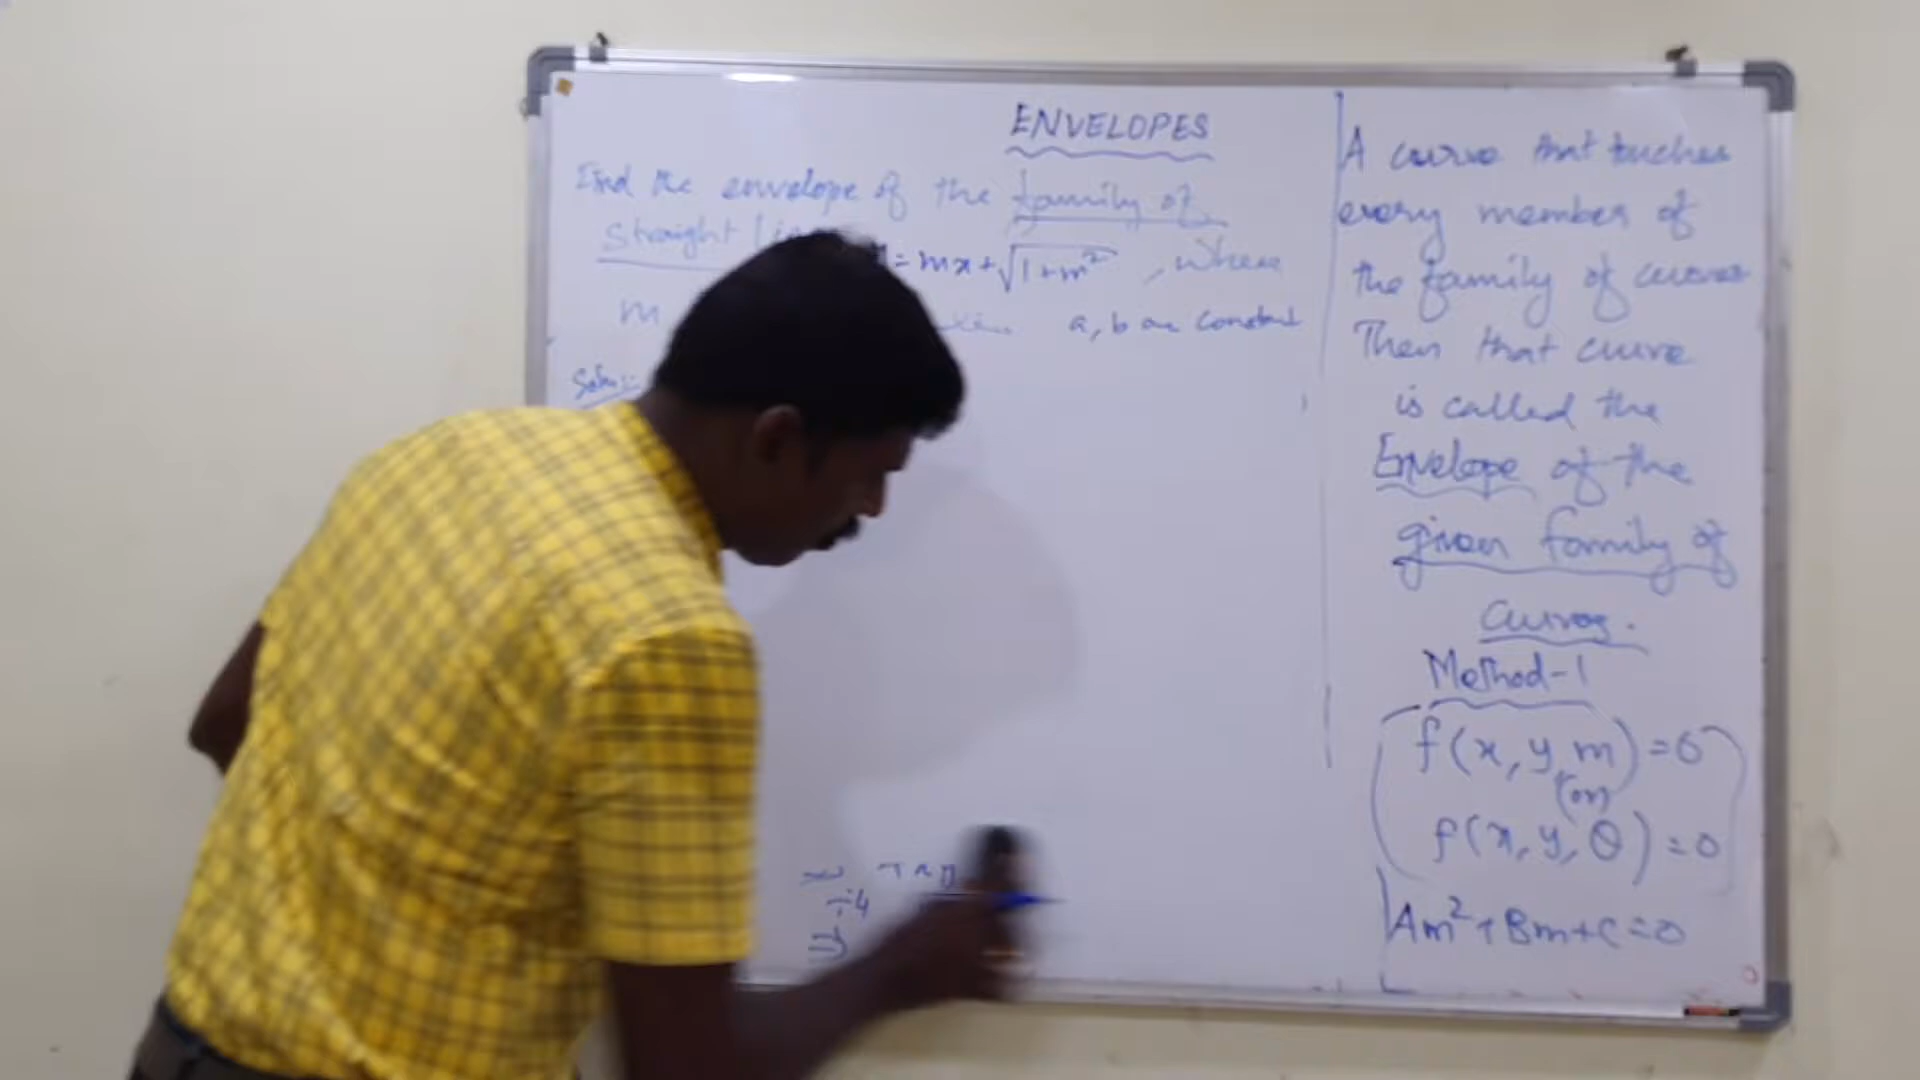 ENVELOPES
Find the envelope of the family of
straight
= mx + √1+m² , where
m a, b are constant
Soln:-
÷4
⇒
A curve that touches
every member of
the family of curves
Then that curve
is called the
Envelope of the
given family of
Curves.
Method-1
f(x, y, m) = 0
(or)
f(x, y, θ) = 0
Am² + Bm + C = 0